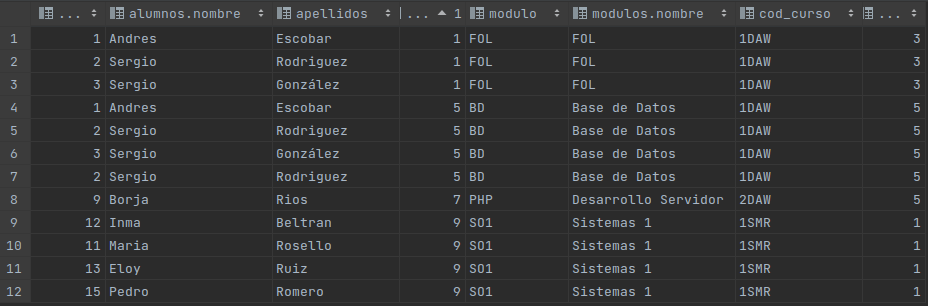 ... alumnos.nombre apellidos ... 1 modulo modulos.nombre cod_curso ...
1 1 Andres Escobar 1 FOL FOL 1DAW 3
2 2 Sergio Rodriguez 1 FOL FOL 1DAW 3
3 3 Sergio González 1 FOL FOL 1DAW 3
4 1 Andres Escobar 5 BD Base de Datos 1DAW 5
5 2 Sergio Rodriguez 5 BD Base de Datos 1DAW 5
6 3 Sergio González 5 BD Base de Datos 1DAW 5
7 2 Sergio Rodriguez 5 BD Base de Datos 1DAW 5
8 9 Borja Rios 7 PHP Desarrollo Servidor 2DAW 5
9 12 Inma Beltran 9 SO1 Sistemas 1 1SMR 1
10 11 Maria Rosello 9 SO1 Sistemas 1 1SMR 1
11 13 Eloy Ruiz 9 SO1 Sistemas 1 1SMR 1
12 15 Pedro Romero 9 SO1 Sistemas 1 1SMR 1